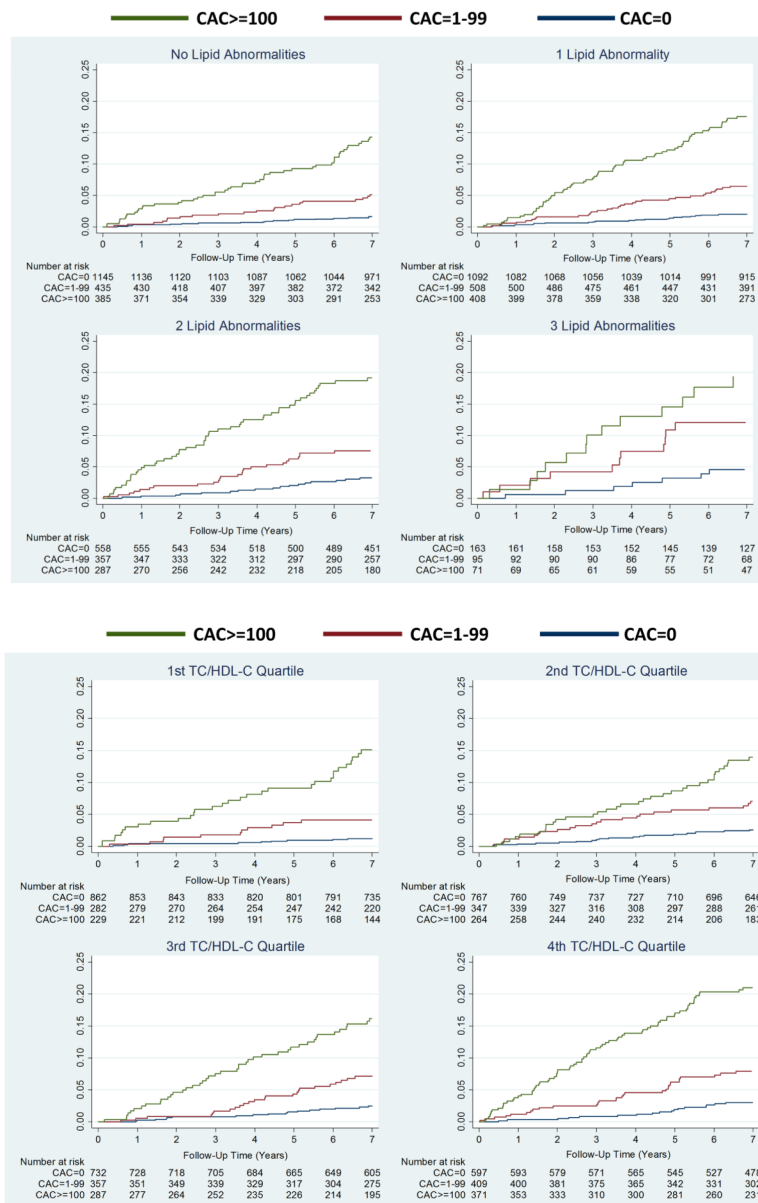 CAC>=100 CAC=1-99 CAC=0
No Lipid Abnormalities
0.25
0.20
0.15
0.10
0.05
0.00
0 1 2 3 4 5 6 7
Follow-Up Time (Years)
Number at risk
CAC=0 1145 1136 1120 1103 1087 1062 1044 971
CAC=1-99 435 430 418 407 397 382 372 342
CAC>=100 385 371 354 339 329 303 291 253
1 Lipid Abnormality
0.25
0.20
0.15
0.10
0.05
0.00
0 1 2 3 4 5 6 7
Follow-Up Time (Years)
Number at risk
CAC=0 1092 1082 1068 1056 1039 1014 991 915
CAC=1-99 508 500 486 475 461 447 431 391
CAC>=100 408 399 378 359 338 320 301 273
2 Lipid Abnormalities
0.25
0.20
0.15
0.10
0.05
0.00
0 1 2 3 4 5 6 7
Follow-Up Time (Years)
Number at risk
CAC=0 558 555 543 534 518 500 489 451
CAC=1-99 357 347 333 322 312 297 290 257
CAC>=100 287 270 256 242 232 218 205 180
3 Lipid Abnormalities
0.25
0.20
0.15
0.10
0.05
0.00
0 1 2 3 4 5 6 7
Follow-Up Time (Years)
Number at risk
CAC=0 163 161 158 153 152 145 139 127
CAC=1-99 95 92 90 90 86 77 72 68
CAC>=100 71 69 65 61 59 55 51 47
CAC>=100 CAC=1-99 CAC=0
1st TC/HDL-C Quartile
0.25
0.20
0.15
0.10
0.05
0.00
0 1 2 3 4 5 6 7
Follow-Up Time (Years)
Number at risk
CAC=0 862 853 843 833 820 801 791 735
CAC=1-99 282 279 270 264 254 247 242 220
CAC>=100 229 221 212 199 191 175 168 144
2nd TC/HDL-C Quartile
0.25
0.20
0.15
0.10
0.05
0.00
0 1 2 3 4 5 6 7
Follow-Up Time (Years)
Number at risk
CAC=0 767 760 749 737 727 710 696 646
CAC=1-99 347 339 327 316 308 297 288 261
CAC>=100 264 258 244 240 232 214 206 183
3rd TC/HDL-C Quartile
0.25
0.20
0.15
0.10
0.05
0.00
0 1 2 3 4 5 6 7
Follow-Up Time (Years)
Number at risk
CAC=0 732 728 718 705 684 665 649 605
CAC=1-99 357 351 349 339 329 317 304 275
CAC>=100 287 277 264 252 235 226 214 195
4th TC/HDL-C Quartile
0.25
0.20
0.15
0.10
0.05
0.00
0 1 2 3 4 5 6 7
Follow-Up Time (Years)
Number at risk
CAC=0 597 593 579 571 565 545 527 478
CAC=1-99 409 400 381 375 365 342 331 302
CAC>=100 371 353 333 310 300 281 260 231